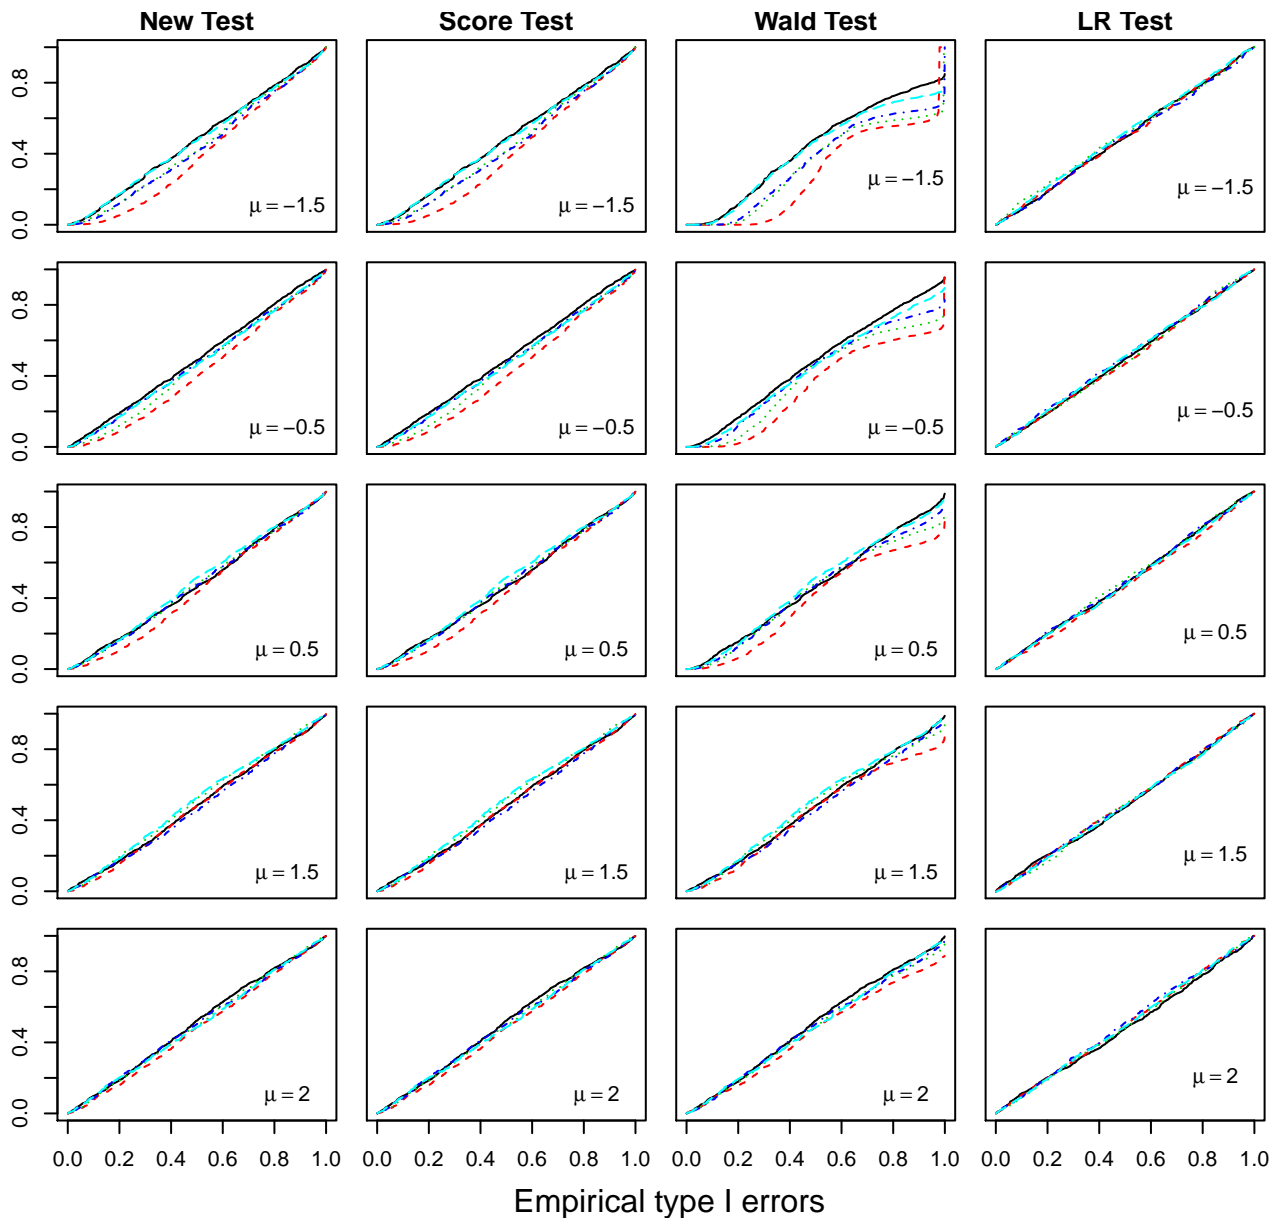 New Test Score Test Wald Test LR Test
0.0 0.4 0.8
μ = −1.5 μ = −1.5 μ = −1.5 μ = −1.5
0.0 0.4 0.8
μ = −0.5 μ = −0.5 μ = −0.5 μ = −0.5
0.0 0.4 0.8
μ = 0.5 μ = 0.5 μ = 0.5 μ = 0.5
0.0 0.4 0.8
μ = 1.5 μ = 1.5 μ = 1.5 μ = 1.5
0.0 0.4 0.8
μ = 2 μ = 2 μ = 2 μ = 2
0.0 0.2 0.4 0.6 0.8 1.0 0.0 0.2 0.4 0.6 0.8 1.0 0.0 0.2 0.4 0.6 0.8 1.0 0.0 0.2 0.4 0.6 0.8 1.0
Empirical type I errors